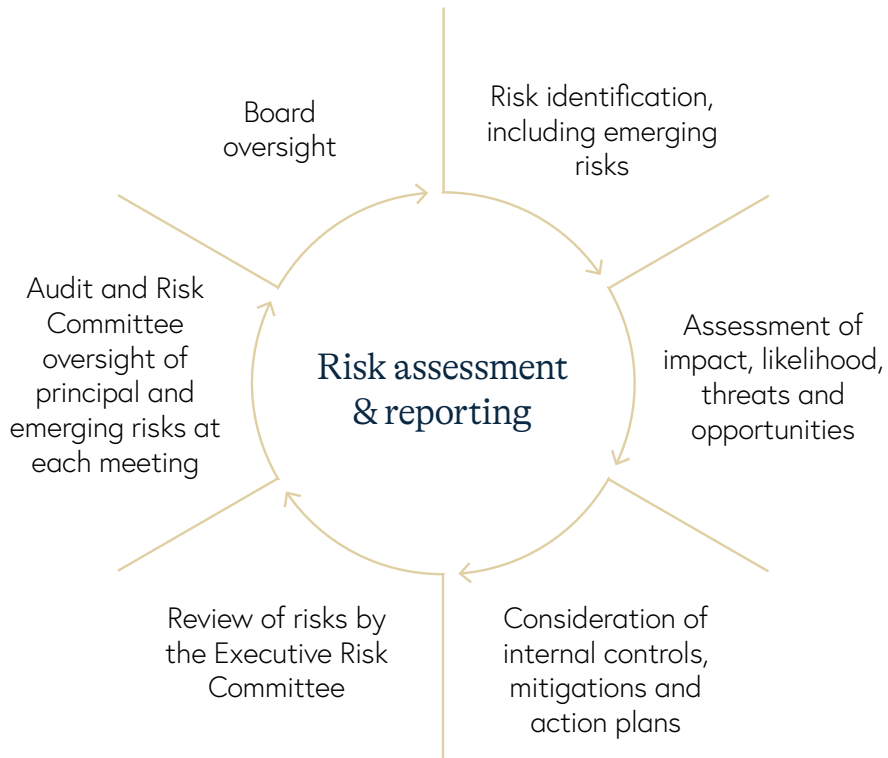 Board
oversight
Risk identification,
including emerging
risks
Audit and Risk
Committee
oversight of
principal and
emerging risks at
each meeting
Risk assessment
& reporting
Assessment of
impact, likelihood,
threats and
opportunities
Review of risks by
the Executive Risk
Committee
Consideration of
internal controls,
mitigations and
action plans